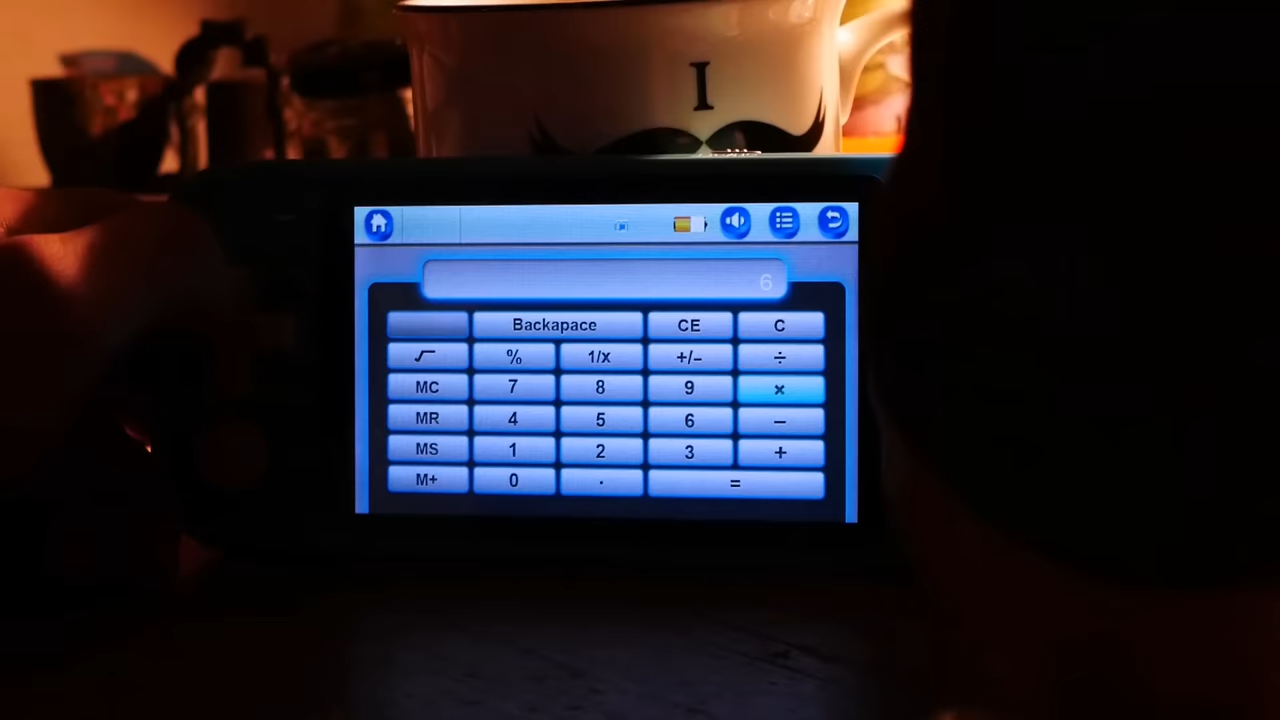 I
6
Backapace CE C
√ % 1/x +/− ÷
MC 7 8 9 ×
MR 4 5 6 −
MS 1 2 3 +
M+ 0 . =